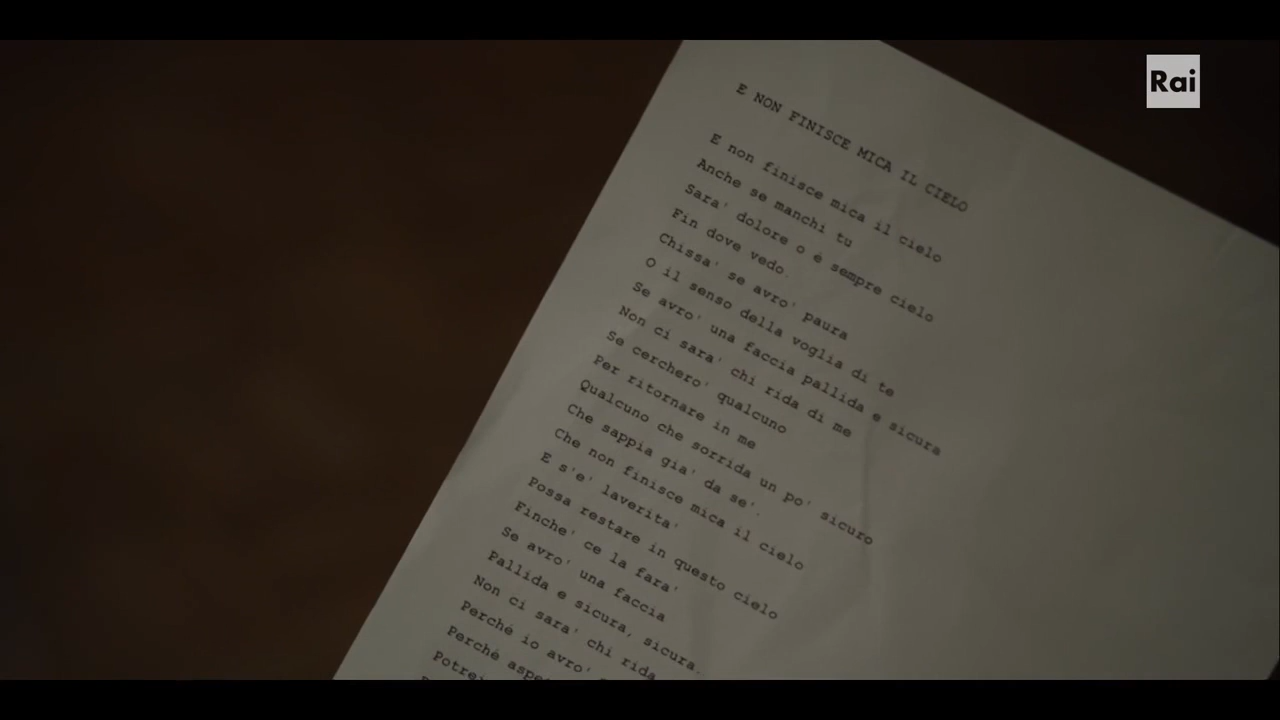 Rai
E NON FINISCE MICA IL CIELO
E non finisce mica il cielo
Anche se manchi tu
Sara' dolore o è sempre cielo
Fin dove vedo.
Chissa' se avro' paura
O il senso della voglia di te
Se avro' una faccia pallida e sicura
Non ci sara' chi rida di me
Se cerchero' qualcuno
Per ritornare in me
Qualcuno che sorrida un po' sicuro
Che sappia gia' da se'.
Che non finisce mica il cielo
E s'e' laverita'
Possa restare in questo cielo
Finche' ce la fara'
Se avro' una faccia
Pallida e sicura, sicura.
Non ci sara' chi rida
Perché io avro'
Perchè